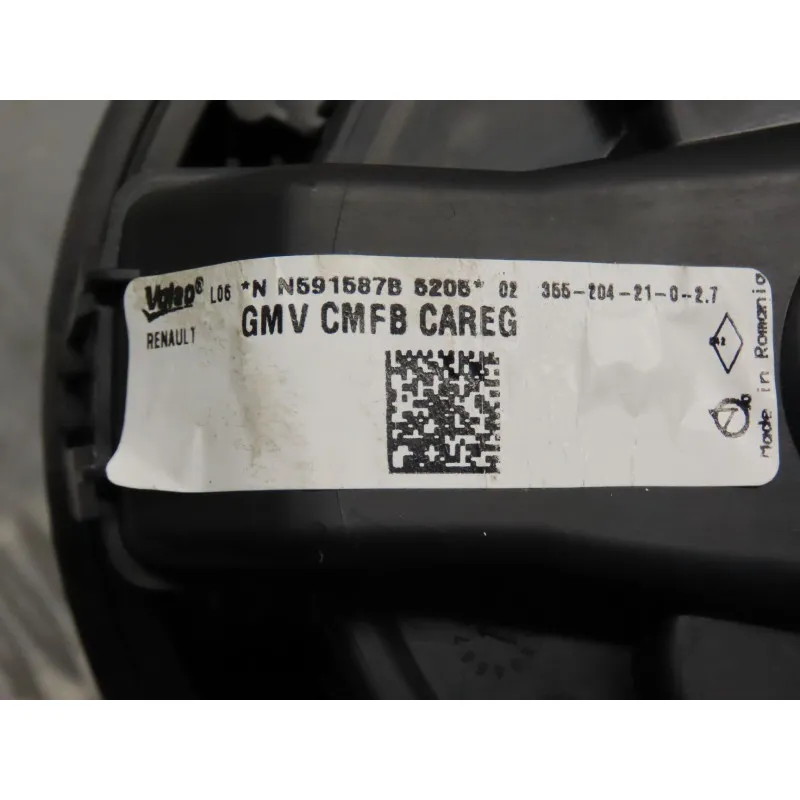 Valeo® L06 *N N591587B 5205* 02 355-204-21-0-2.7
RENAULT GMV CMFB CAREG
Made in Romania